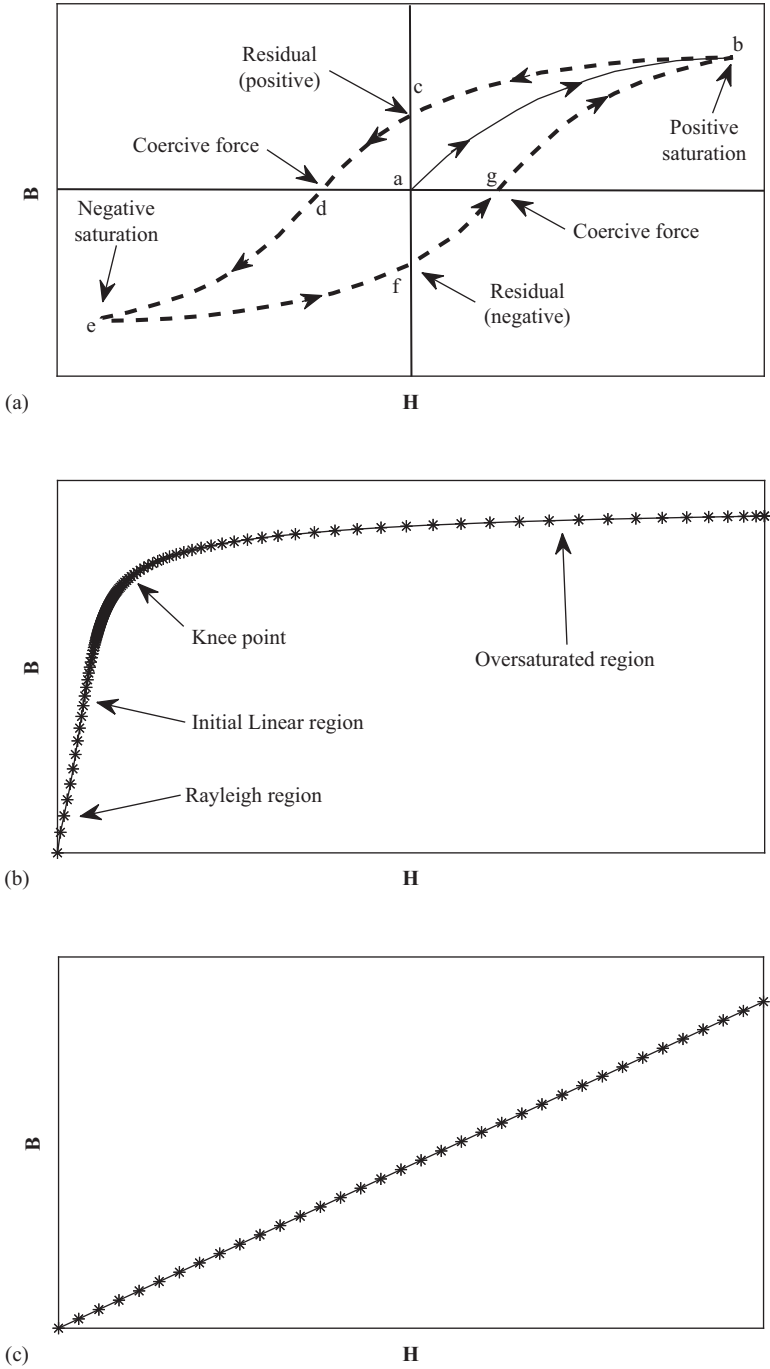 b
Residual
(positive)
c
Positive
saturation
Coercive force
a
g
B
d
Negative
saturation
Coercive force
f
Residual
(negative)
e
(a)
H
Knee point
Oversaturated region
B
Initial Linear region
Rayleigh region
(b)
H
B
(c)
H